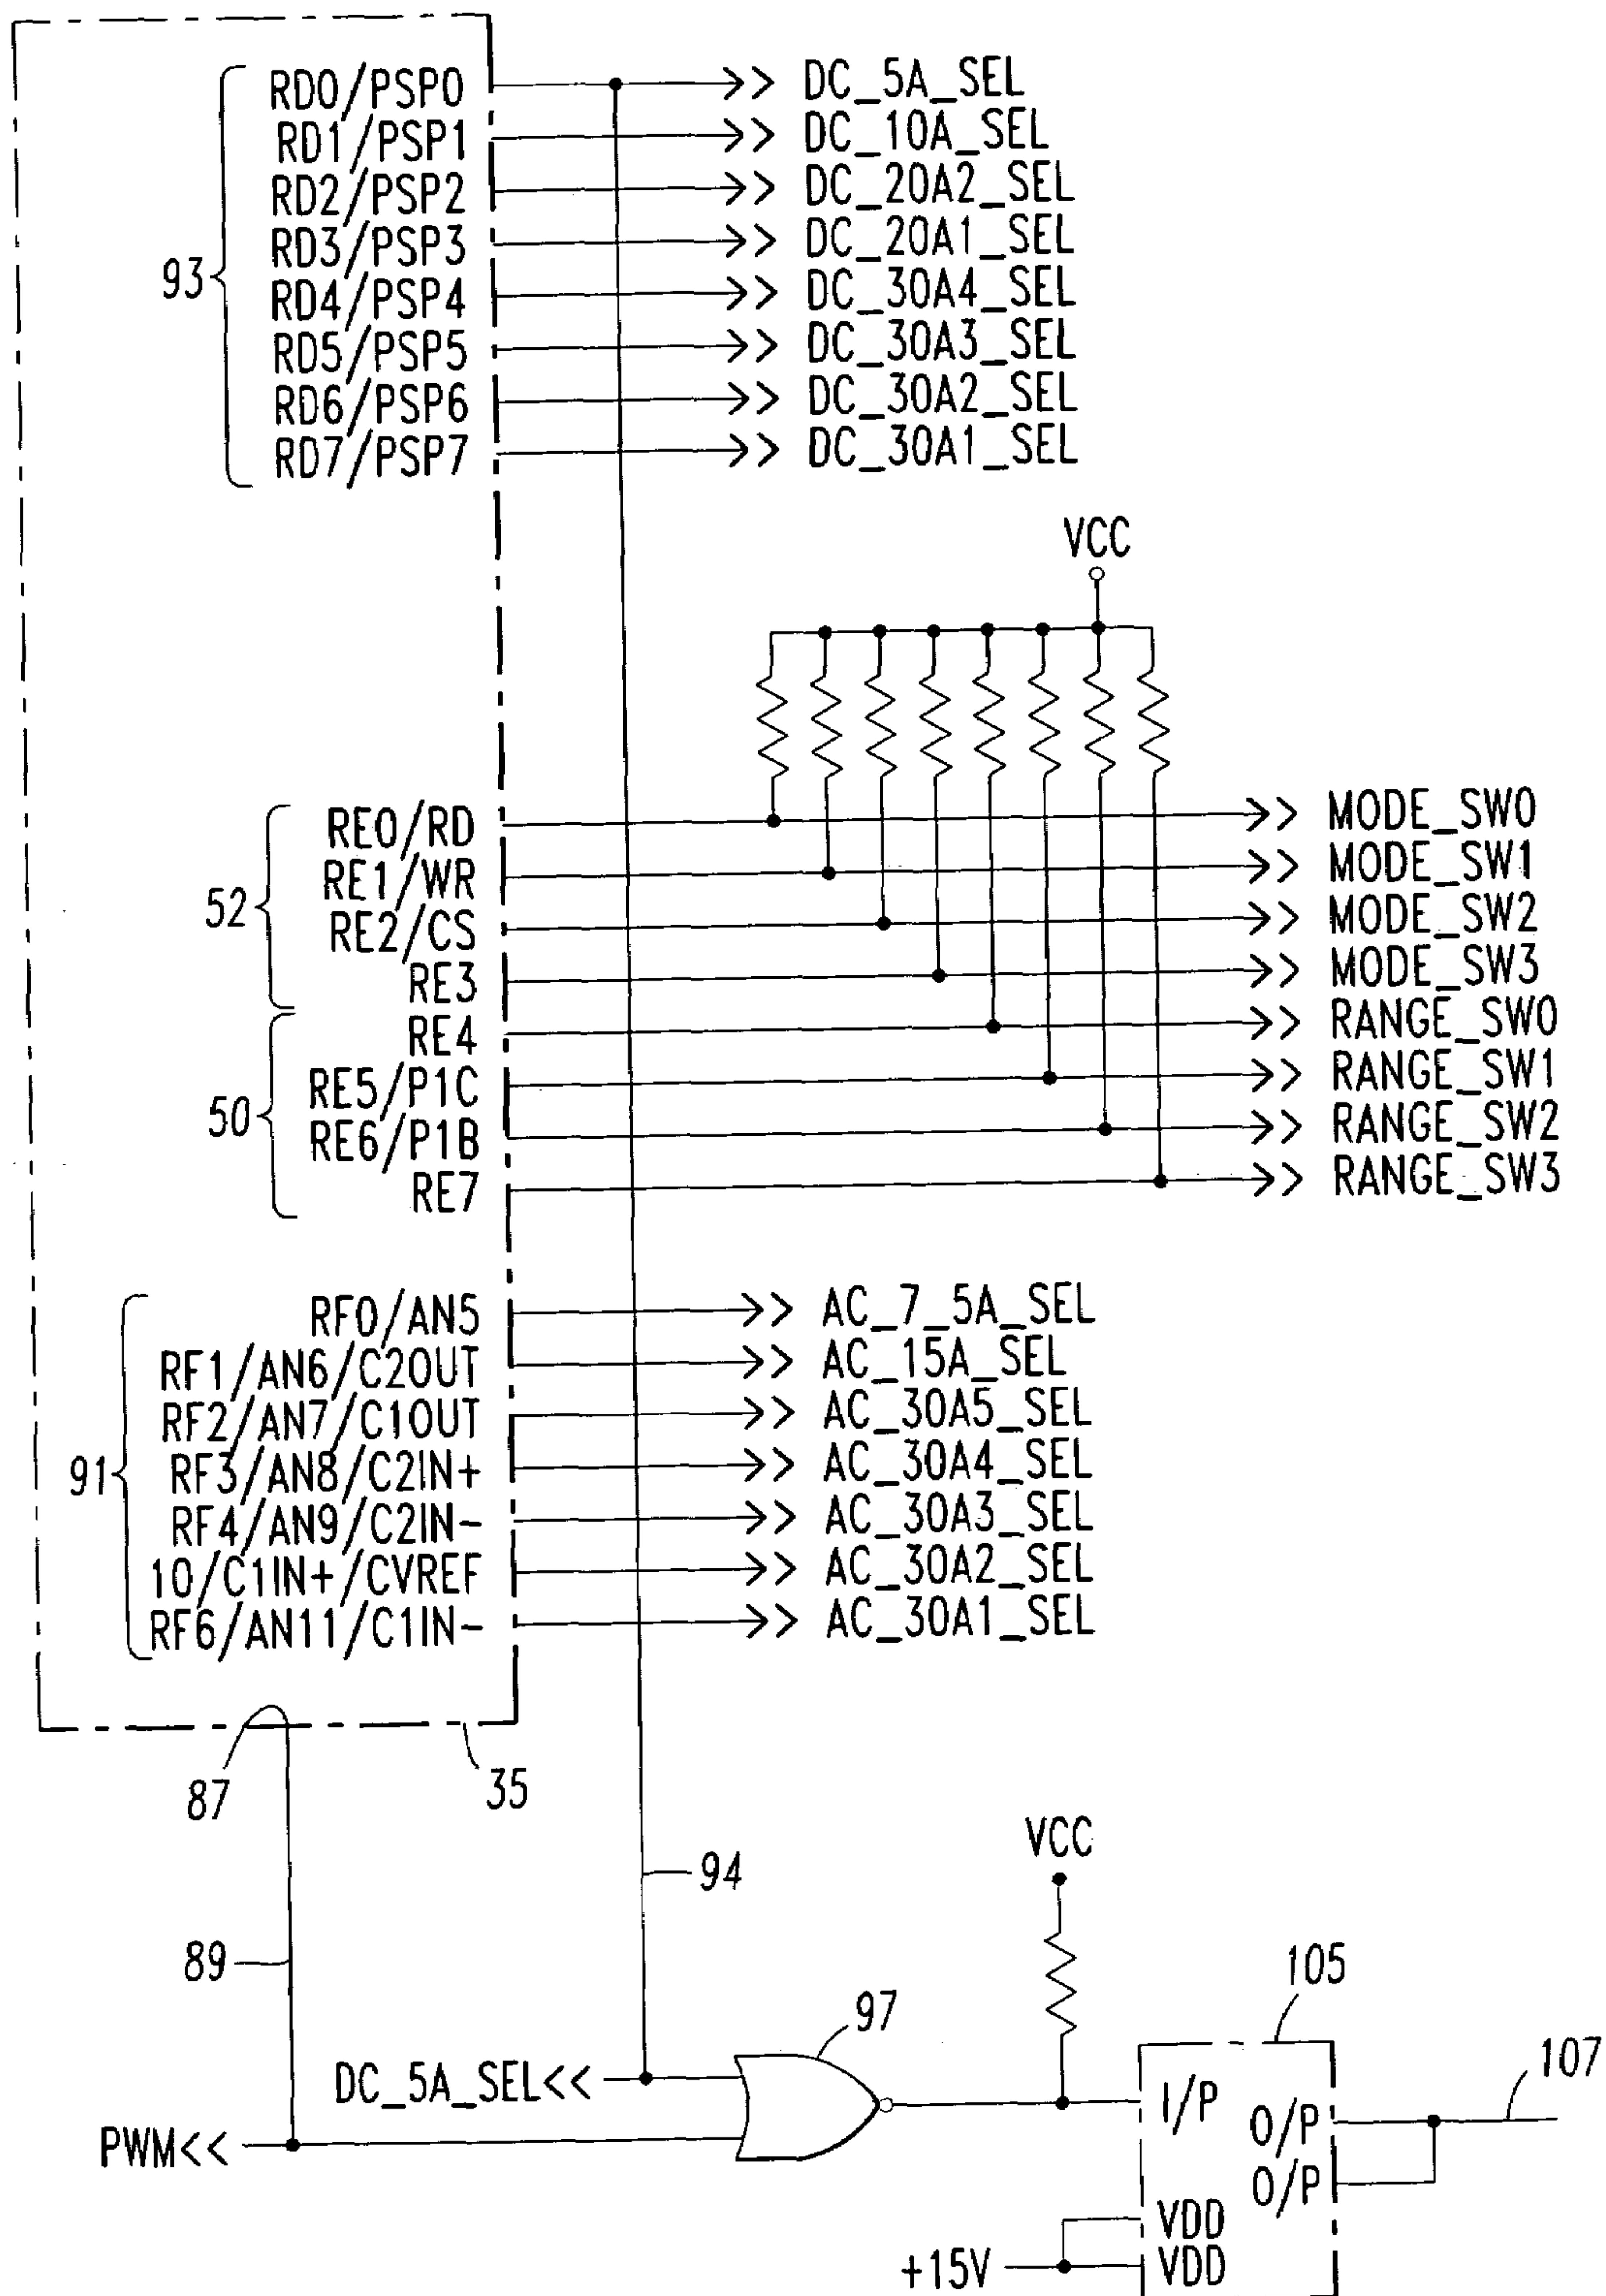 RD0/PSP0 >> DC_5A_SEL
RD1/PSP1 >> DC_10A_SEL
RD2/PSP2 >> DC_20A2_SEL
RD3/PSP3 >> DC_20A1_SEL
93
RD4/PSP4 >> DC_30A4_SEL
RD5/PSP5 >> DC_30A3_SEL
RD6/PSP6 >> DC_30A2_SEL
RD7/PSP7 >> DC_30A1_SEL
VCC
RE0/RD >> MODE_SW0
RE1/WR >> MODE_SW1
52
RE2/CS >> MODE_SW2
RE3 >> MODE_SW3
RE4 >> RANGE_SW0
RE5/P1C >> RANGE_SW1
50
RE6/P1B >> RANGE_SW2
RE7 >> RANGE_SW3
RF0/AN5 >> AC_7_5A_SEL
RF1/AN6/C2OUT >> AC_15A_SEL
RF2/AN7/C1OUT >> AC_30A5_SEL
91
RF3/AN8/C2IN+ >> AC_30A4_SEL
RF4/AN9/C2IN- >> AC_30A3_SEL
10/C1IN+/CVREF >> AC_30A2_SEL
RF6/AN11/C1IN- >> AC_30A1_SEL
87
35
VCC
94
89
105
97
107
DC_5A_SEL<<
I/P
O/P
PWM<<
O/P
VDD
+15V
VDD